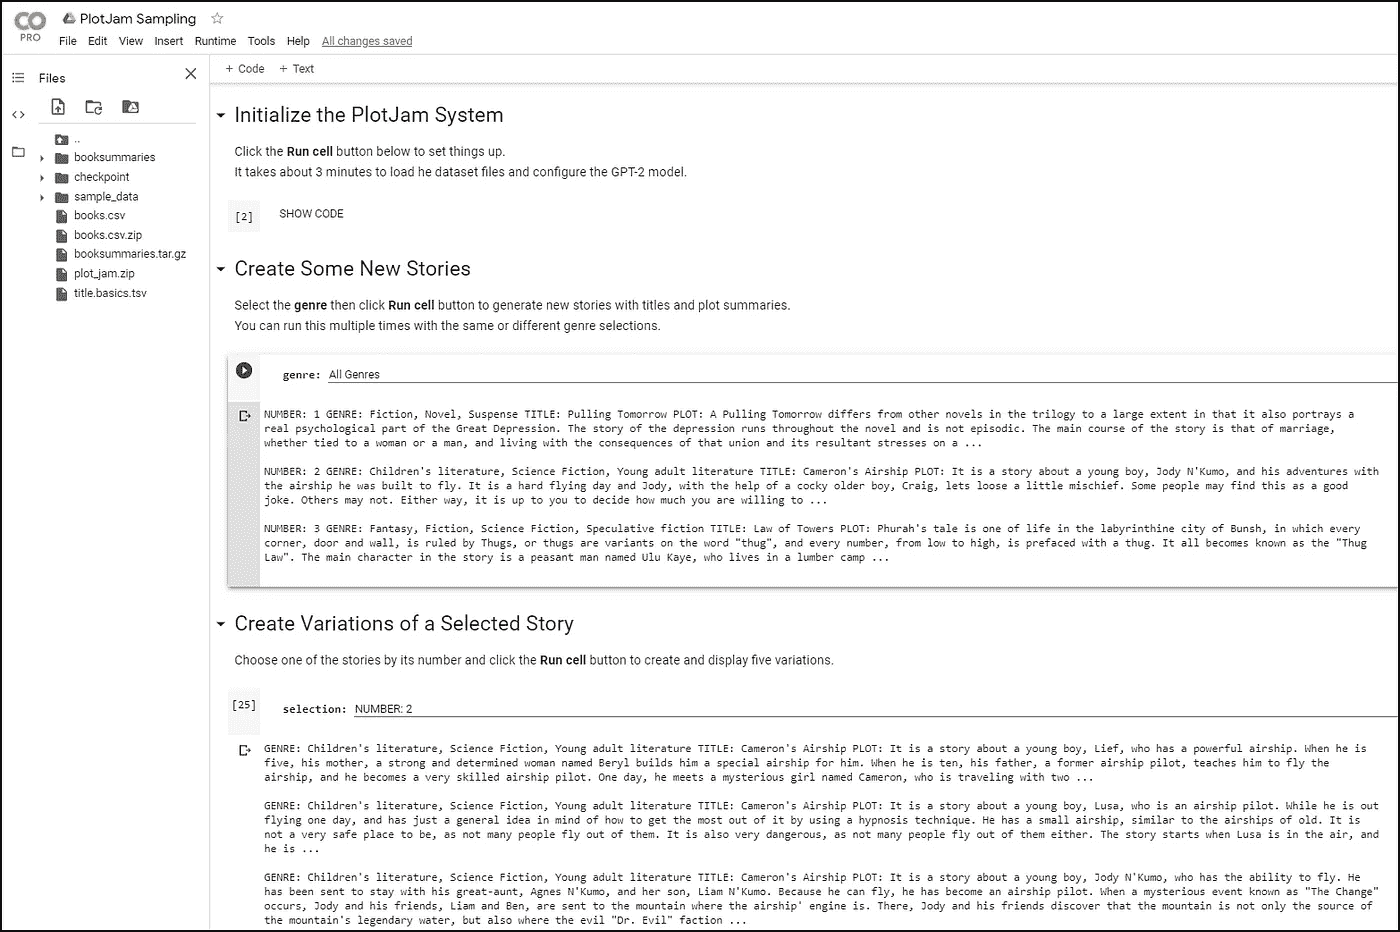 CO
PRO
PlotJam Sampling
File Edit View Insert Runtime Tools Help All changes saved
Files
+ Code + Text
..
booksummaries
checkpoint
sample_data
books.csv
books.csv.zip
booksummaries.tar.gz
plot_jam.zip
title.basics.tsv
Initialize the PlotJam System
Click the Run cell button below to set things up.
It takes about 3 minutes to load he dataset files and configure the GPT-2 model.
[2] SHOW CODE
Create Some New Stories
Select the genre then click Run cell button to generate new stories with titles and plot summaries.
You can run this multiple times with the same or different genre selections.
genre: All Genres
NUMBER: 1 GENRE: Fiction, Novel, Suspense TITLE: Pulling Tomorrow PLOT: A Pulling Tomorrow differs from other novels in the trilogy to a large extent in that it also portrays a
real psychological part of the Great Depression. The story of the depression runs throughout the novel and is not episodic. The main course of the story is that of marriage,
whether tied to a woman or a man, and living with the consequences of that union and its resultant stresses on a ...
NUMBER: 2 GENRE: Children's literature, Science Fiction, Young adult literature TITLE: Cameron's Airship PLOT: It is a story about a young boy, Jody N'Kumo, and his adventures with
the airship he was built to fly. It is a hard flying day and Jody, with the help of a cocky older boy, Craig, lets loose a little mischief. Some people may find this as a good
joke. Others may not. Either way, it is up to you to decide how much you are willing to ...
NUMBER: 3 GENRE: Fantasy, Fiction, Science Fiction, Speculative fiction TITLE: Law of Towers PLOT: Phurah's tale is one of life in the labyrinthine city of Bunsh, in which every
corner, door and wall, is ruled by Thugs, or thugs are variants on the word "thug", and every number, from low to high, is prefaced with a thug. It all becomes known as the "Thug
Law". The main character in the story is a peasant man named Ulu Kaye, who lives in a lumber camp ...
Create Variations of a Selected Story
Choose one of the stories by its number and click the Run cell button to create and display five variations.
[25] selection: NUMBER: 2
GENRE: Children's literature, Science Fiction, Young adult literature TITLE: Cameron's Airship PLOT: It is a story about a young boy, Lief, who has a powerful airship. When he is
five, his mother, a strong and determined woman named Beryl builds him a special airship for him. When he is ten, his father, a former airship pilot, teaches him to fly the
airship, and he becomes a very skilled airship pilot. One day, he meets a mysterious girl named Cameron, who is traveling with two ...
GENRE: Children's literature, Science Fiction, Young adult literature TITLE: Cameron's Airship PLOT: It is a story about a young boy, Lusa, who is an airship pilot. While he is out
flying one day, and has just a general idea in mind of how to get the most out of it by using a hypnosis technique. He has a small airship, similar to the airships of old. It is
not a very safe place to be, as not many people fly out of them. It is also very dangerous, as not many people fly out of them either. The story starts when Lusa is in the air, and
he is ...
GENRE: Children's literature, Science Fiction, Young adult literature TITLE: Cameron's Airship PLOT: It is a story about a young boy, Jody N'Kumo, who has the ability to fly. He
has been sent to stay with his great-aunt, Agnes N'Kumo, and her son, Liam N'Kumo. Because he can fly, he has become an airship pilot. When a mysterious event known as "The Change"
occurs, Jody and his friends, Liam and Ben, are sent to the mountain where the airship' engine is. There, Jody and his friends discover that the mountain is not only the source of
the mountain's legendary water, but also where the evil "Dr. Evil" faction ...